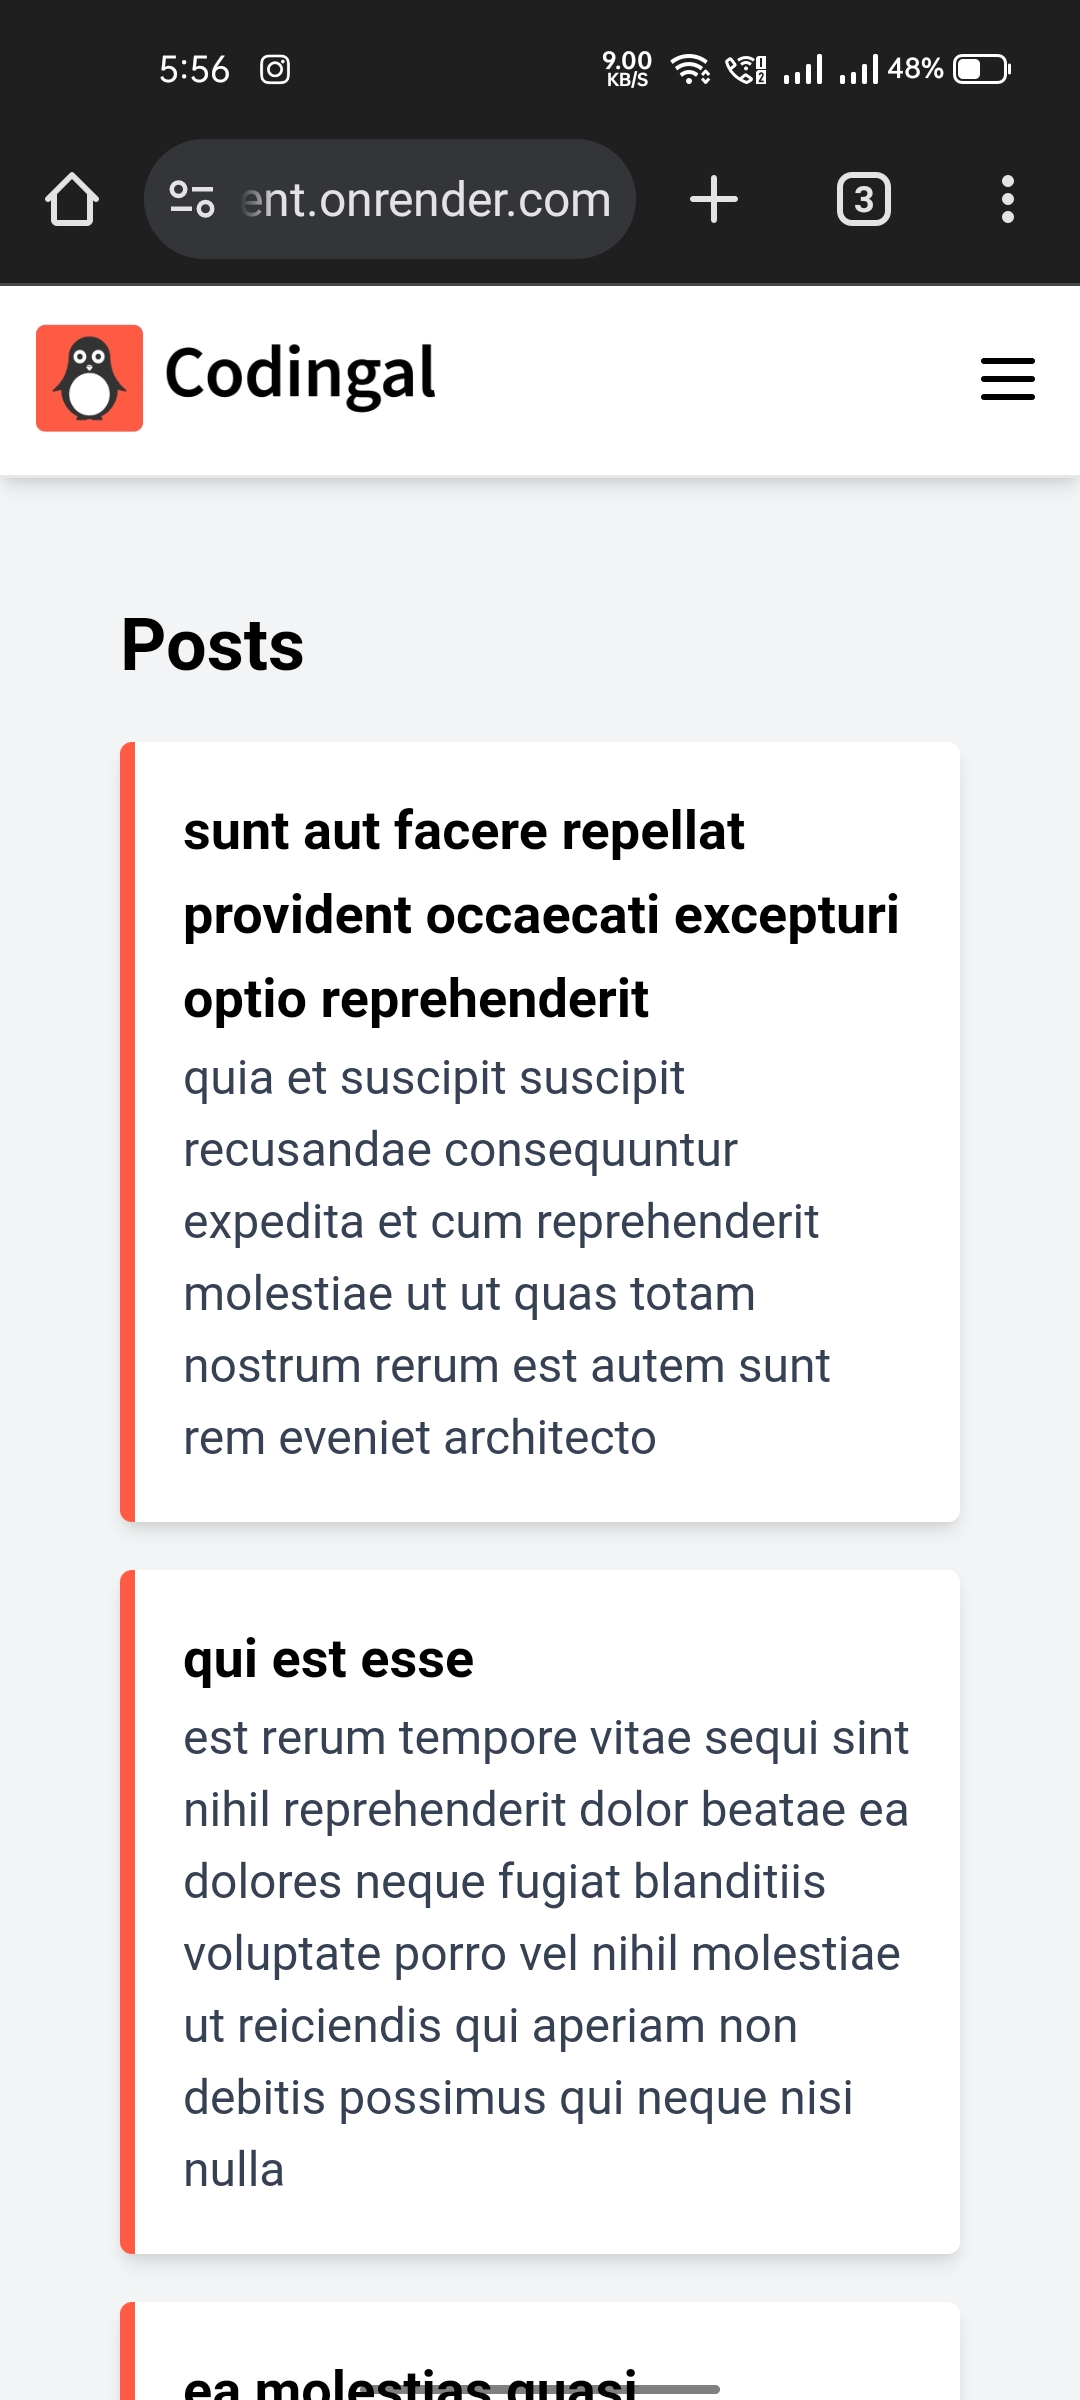 5:56
9.00
KB/S
1
2
48%
ent.onrender.com
3
Codingal
Posts
sunt aut facere repellat
provident occaecati excepturi
optio reprehenderit
quia et suscipit suscipit
recusandae consequuntur
expedita et cum reprehenderit
molestiae ut ut quas totam
nostrum rerum est autem sunt
rem eveniet architecto
qui est esse
est rerum tempore vitae sequi sint
nihil reprehenderit dolor beatae ea
dolores neque fugiat blanditiis
voluptate porro vel nihil molestiae
ut reiciendis qui aperiam non
debitis possimus qui neque nisi
nulla
ea molestias quasi